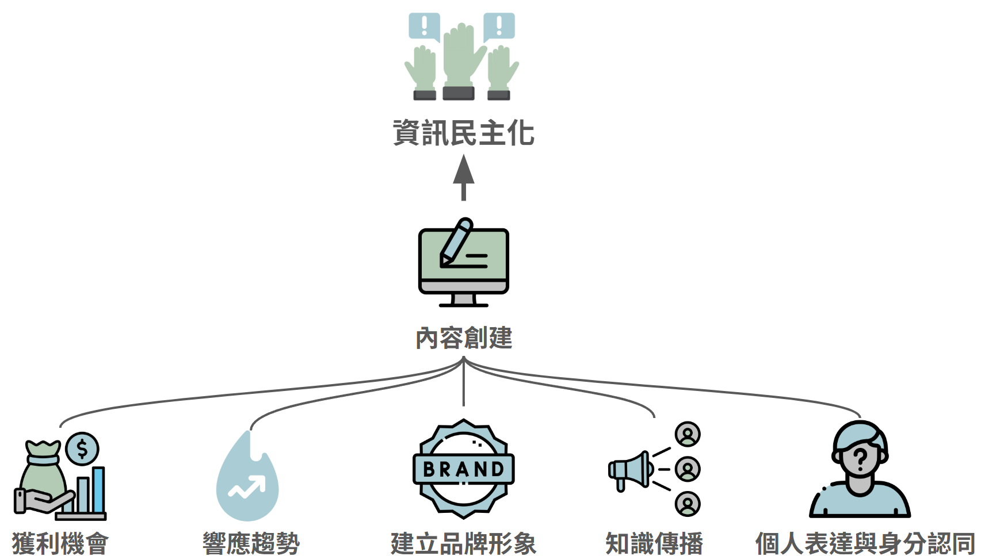 資訊民主化
內容創建
BRAND
獲利機會
響應趨勢
建立品牌形象
知識傳播
個人表達與身分認同